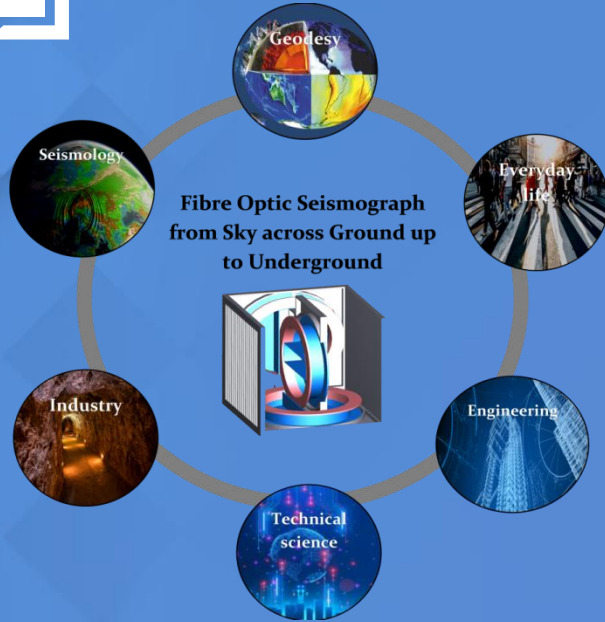 Geodesy
Seismology
Everyday
life
Fibre Optic Seismograph
from Sky across Ground up
to Underground
Industry
Engineering
Technical
science